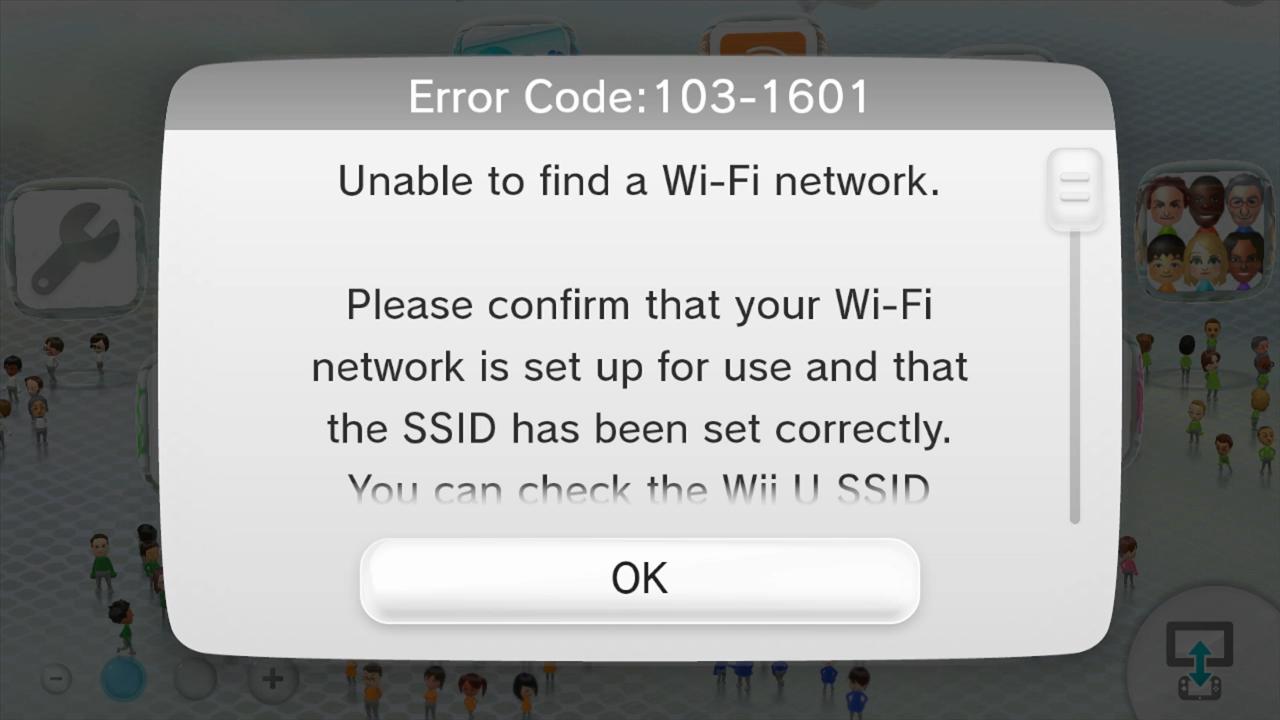 Error Code:103-1601
Unable to find a Wi-Fi network.
Please confirm that your Wi-Fi
network is set up for use and that
the SSID has been set correctly.
You can check the Wii U SSID
OK